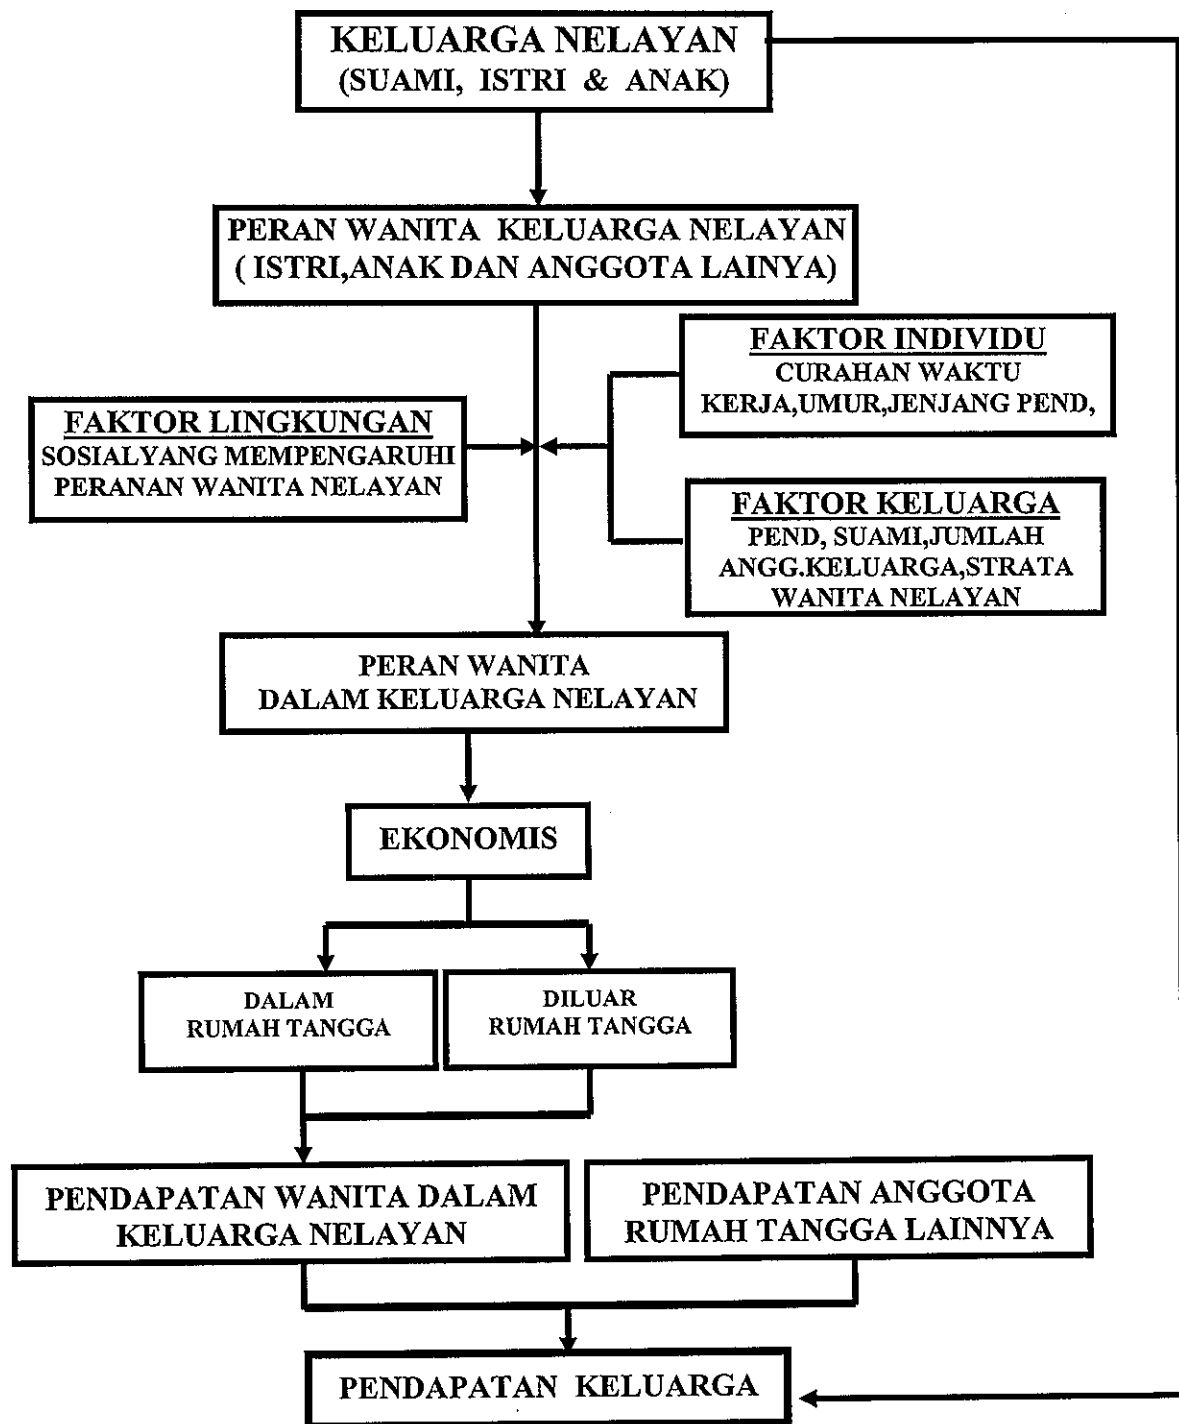 KELUARGA NELAYAN
(SUAMI, ISTRI & ANAK)
PERAN WANITA KELUARGA NELAYAN
( ISTRI,ANAK DAN ANGGOTA LAINYA)
FAKTOR INDIVIDU
CURAHAN WAKTU
KERJA,UMUR,JENJANG PEND,
FAKTOR LINGKUNGAN
SOSIALYANG MEMPENGARUHI
PERANAN WANITA NELAYAN
FAKTOR KELUARGA
PEND, SUAMI,JUMLAH
ANGG.KELUARGA,STRATA
WANITA NELAYAN
PERAN WANITA
DALAM KELUARGA NELAYAN
EKONOMIS
DALAM
RUMAH TANGGA
DILUAR
RUMAH TANGGA
PENDAPATAN WANITA DALAM
KELUARGA NELAYAN
PENDAPATAN ANGGOTA
RUMAH TANGGA LAINNYA
PENDAPATAN KELUARGA